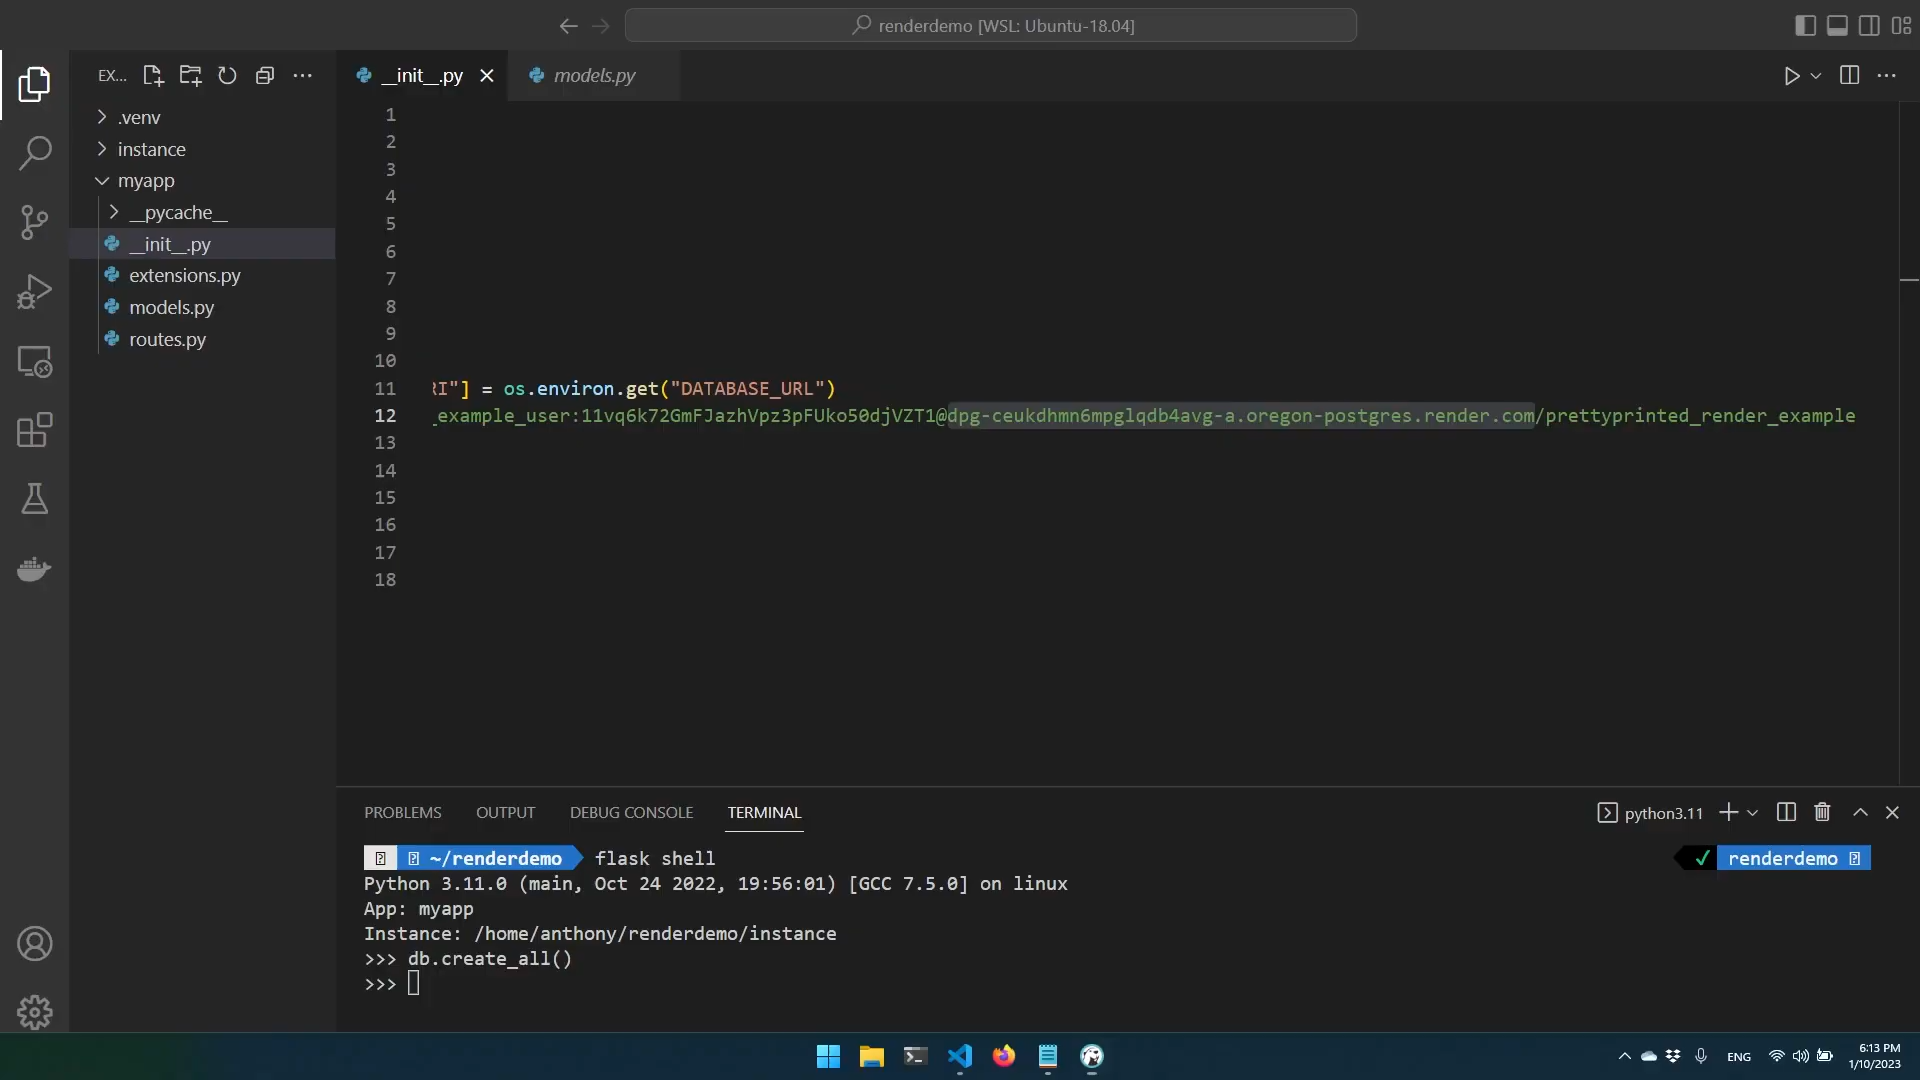 renderdemo [WSL: Ubuntu-18.04]
EX...
__init__.py
models.py
.venv
instance
myapp
__pycache__
__init__.py
extensions.py
models.py
routes.py
1
2
3
4
5
6
7
8
9
10
11 RI"] = os.environ.get("DATABASE_URL")
12 _example_user:11vq6k72GmFJazhVpz3pFUko50djVZT1@dpg-ceukdhmn6mpglqdb4avg-a.oregon-postgres.render.com/prettyprinted_render_example
13
14
15
16
17
18
PROBLEMS OUTPUT DEBUG CONSOLE TERMINAL python3.11
~/renderdemo flask shell renderdemo
Python 3.11.0 (main, Oct 24 2022, 19:56:01) [GCC 7.5.0] on linux
App: myapp
Instance: /home/anthony/renderdemo/instance
>>> db.create_all()
>>>
ENG
6:13 PM
1/10/2023